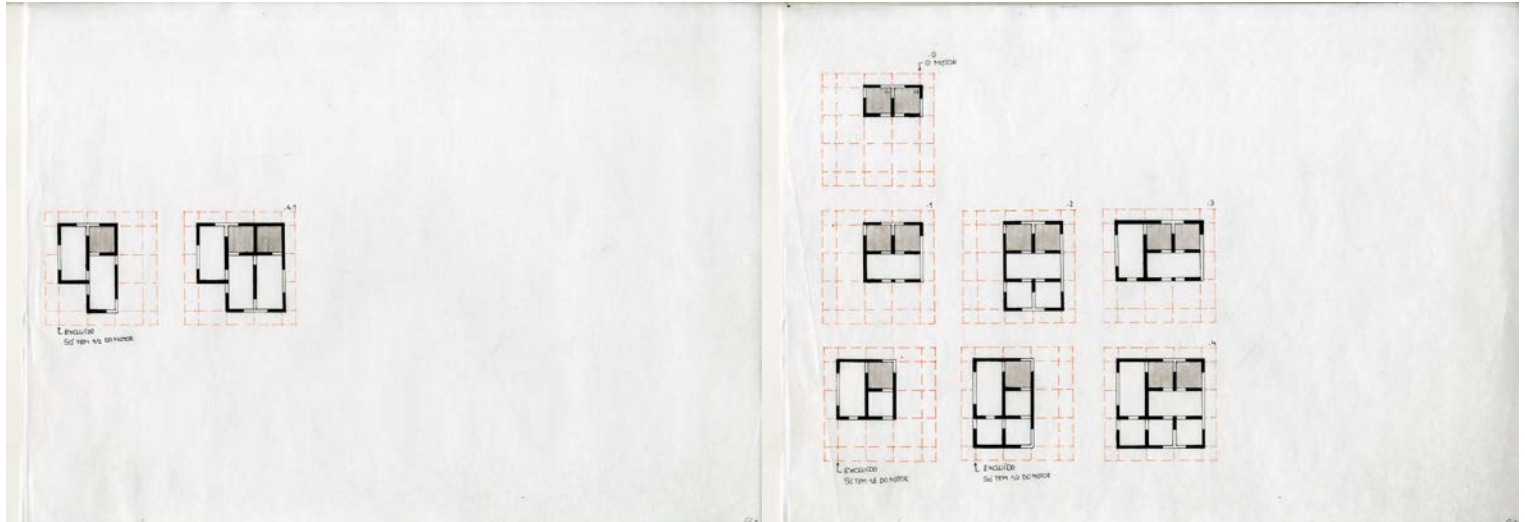 -4.1
EXCLUÍDO
SÓ TEM 1/2 DO MOTOR
-0
O MOTOR
-1
-2
-3
-4
EXCLUÍDO
SÓ TEM 1/2 DO MOTOR
EXCLUÍDO
SÓ TEM 1/2 DO MOTOR